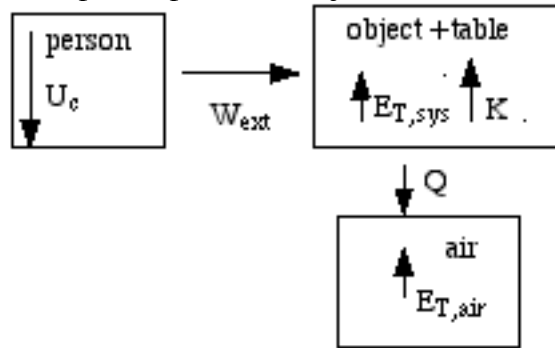 person
U_c
W_ext
object + table
E_T,sys
K
Q
air
E_T,air